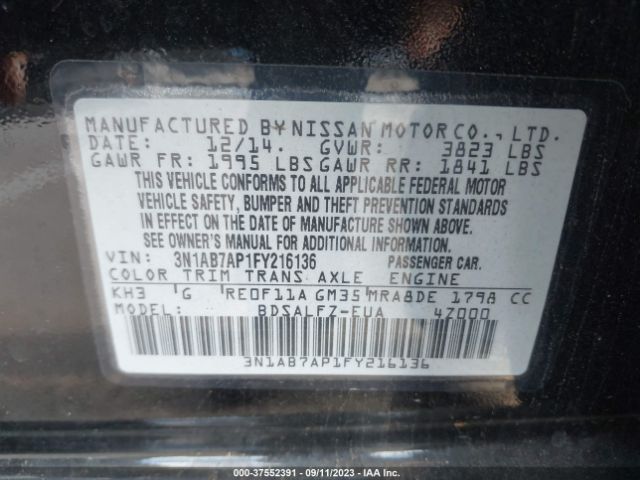 MANUFACTURED BY NISSAN MOTOR CO., LTD.
DATE: 12/14. GVWR: 3823 LBS
GAWR FR: 1995 LBS GAWR RR: 1841 LBS
THIS VEHICLE CONFORMS TO ALL APPLICABLE FEDERAL MOTOR
VEHICLE SAFETY, BUMPER AND THEFT PREVENTION STANDARDS
IN EFFECT ON THE DATE OF MANUFACTURE SHOWN ABOVE.
SEE OWNER'S MANUAL FOR ADDITIONAL INFORMATION.
VIN: 3N1AB7AP1FY216136 PASSENGER CAR.
COLOR TRIM TRANS AXLE ENGINE
KH3 G RE0F11A GM35 MRA8DE 1798 CC
MODEL: BDSALFZ-EUA 47000
3N1AB7AP1FY216136
000-37552391 - 09/11/2023 - IAA Inc.